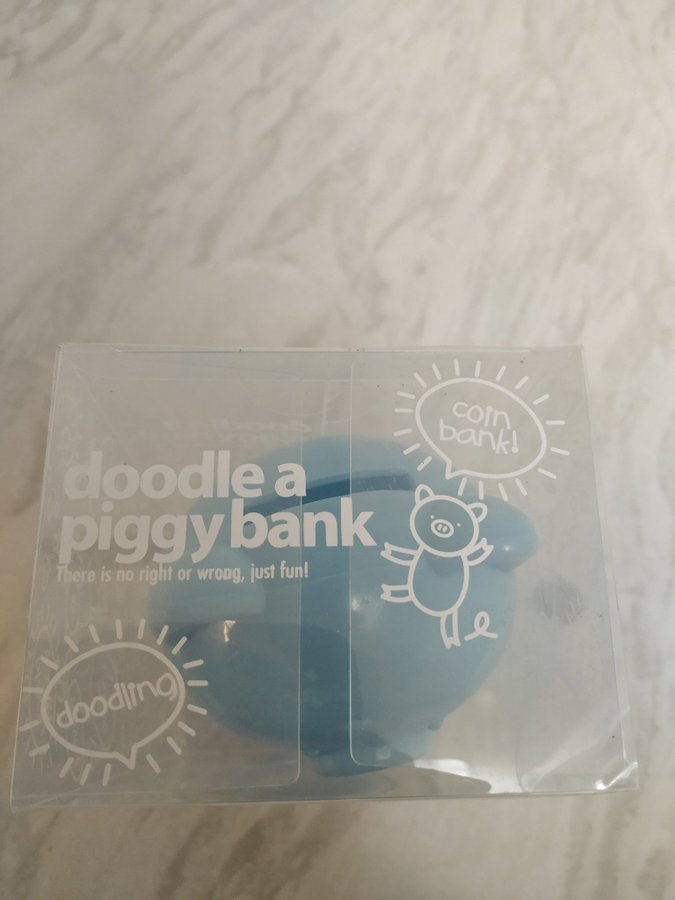 coin
bank!
doodle a
piggy bank
There is no right or wrong, just fun!
doodling